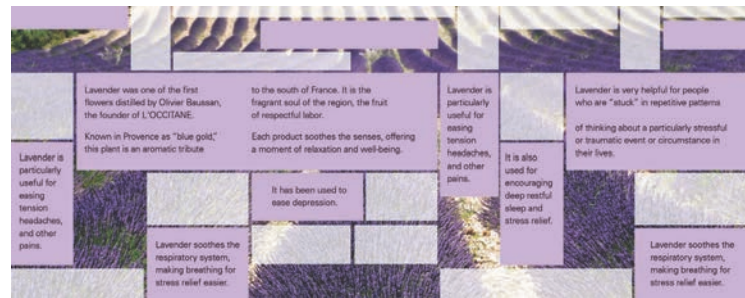 Lavender was one of the first
flowers distilled by Olivier Baussan,
the founder of L'OCCITANE.
Known in Provence as "blue gold,"
this plant is an aromatic tribute
to the south of France. It is the
fragrant soul of the region, the fruit
of respectful labor.
Each product soothes the senses, offering
a moment of relaxation and well-being.
Lavender is
particularly
useful for
easing
tension
headaches,
and other
pains.
Lavender is very helpful for people
who are "stuck" in repetitive patterns
of thinking about a particularly stressful
or traumatic event or circumstance in
their lives.
Lavender is
particularly
useful for
easing
tension
headaches,
and other
pains.
It is also
used for
encouraging
deep restful
sleep and
stress relief.
It has been used to
ease depression.
Lavender soothes the
respiratory system,
making breathing for
stress relief easier.
Lavender soothes the
respiratory system,
making breathing for
stress relief easier.